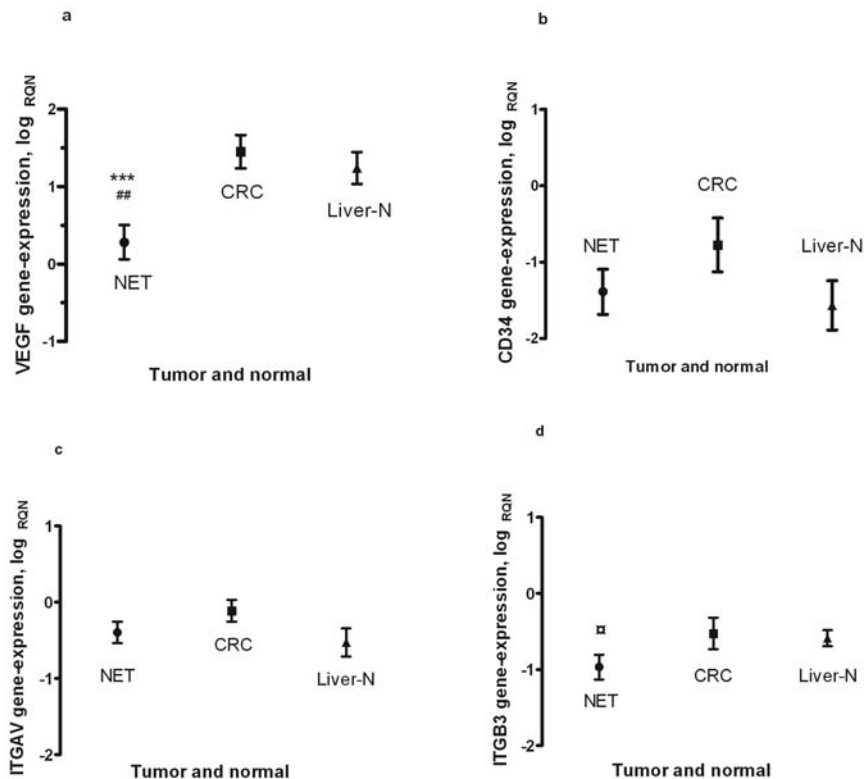 a
VEGF gene-expression, log RQN
2
1
0
-1
***
##
NET
CRC
Liver-N
Tumor and normal
b
CD34 gene-expression, log RQN
1
0
-1
-2
NET
CRC
Liver-N
Tumor and normal
c
ITGAV gene-expression, log RQN
1
0
-1
-2
NET
CRC
Liver-N
Tumor and normal
d
ITGB3 gene-expression, log RQN
1
0
-1
-2
¤
NET
CRC
Liver-N
Tumor and normal